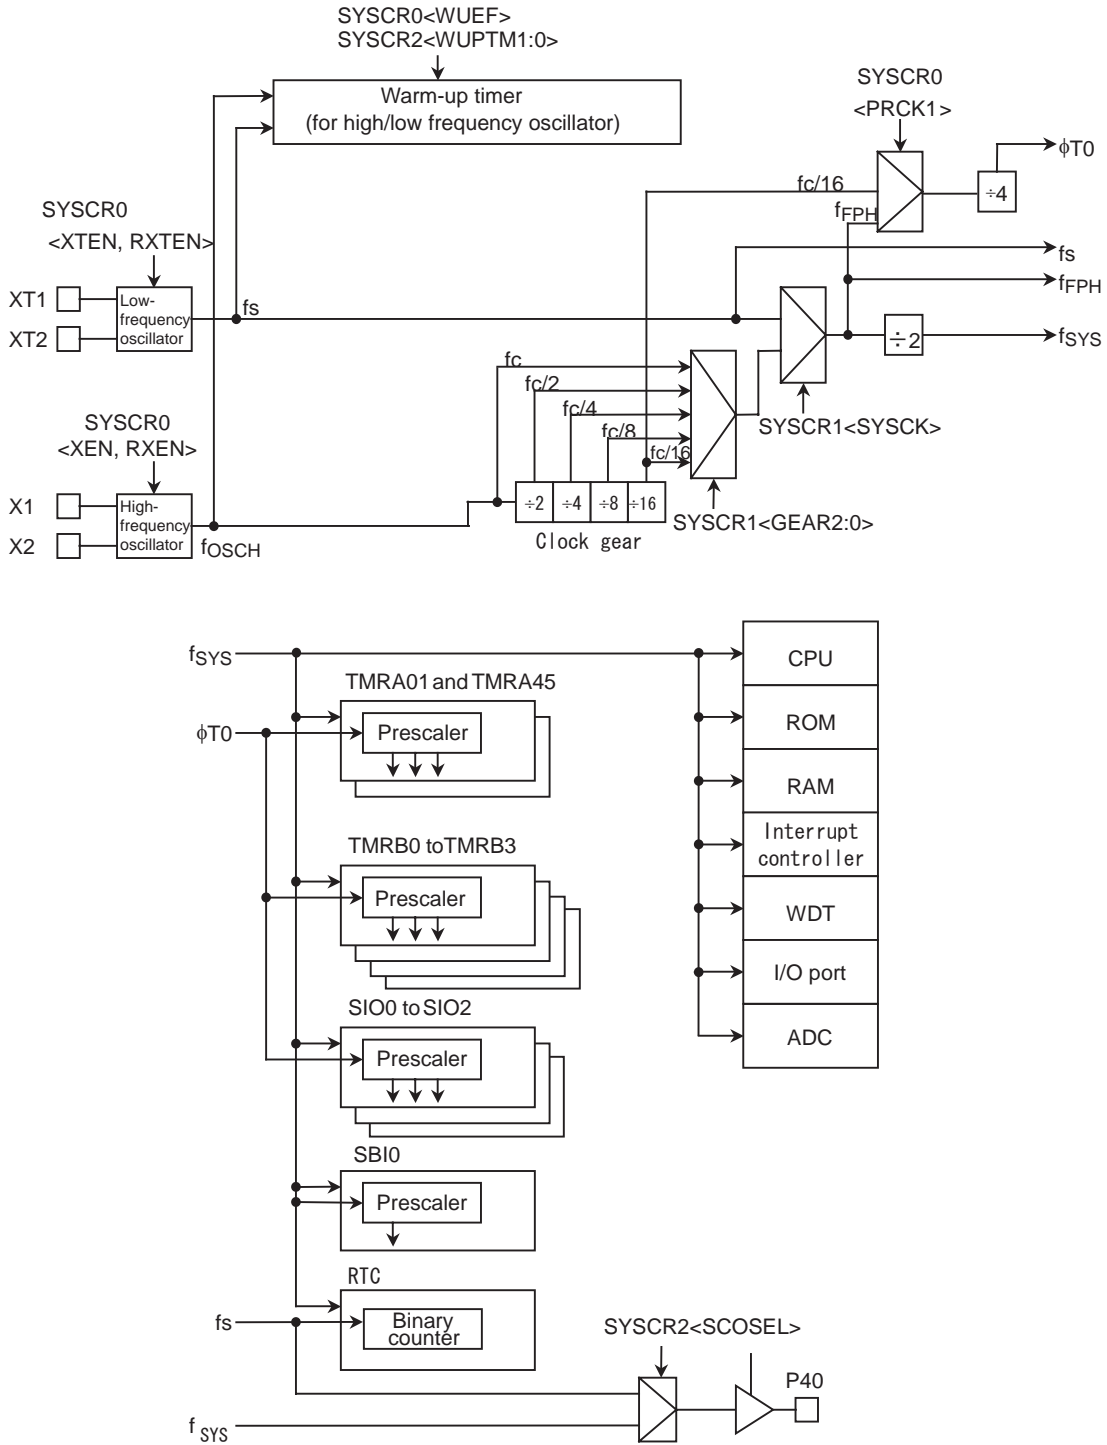 SYSCR0<WUEF>
SYSCR2<WUPTM1:0>
Warm-up timer
(for high/low frequency oscillator)
SYSCR0
<PRCK1>
ϕT0
÷4
fc/16
fFPH
SYSCR0
<XTEN, RXTEN>
fs
fFPH
XT1
XT2
Low-
frequency
oscillator
fs
÷2
fSYS
fc
fc/2
fc/4
fc/8
fc/16
SYSCR1<SYSCK>
SYSCR0
<XEN, RXEN>
X1
X2
High-
frequency
oscillator
fOSCH
÷2
÷4
÷8
÷16
Clock gear
SYSCR1<GEAR2:0>
fSYS
TMRA01 and TMRA45
ϕT0
Prescaler
TMRB0 toTMRB3
Prescaler
SIO0 to SIO2
Prescaler
SBI0
Prescaler
RTC
fs
Binary
counter
CPU
ROM
RAM
Interrupt
controller
WDT
I/O port
ADC
SYSCR2<SCOSEL>
P40
f SYS